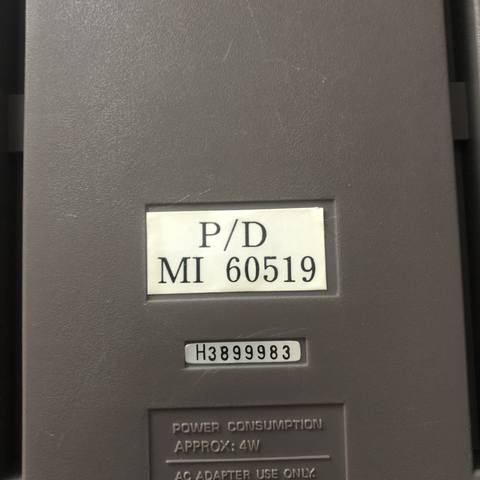 P/D
MI 60519
H3899983
POWER CONSUMPTION
APPROX: 4W
AC ADAPTER USE ONLY.